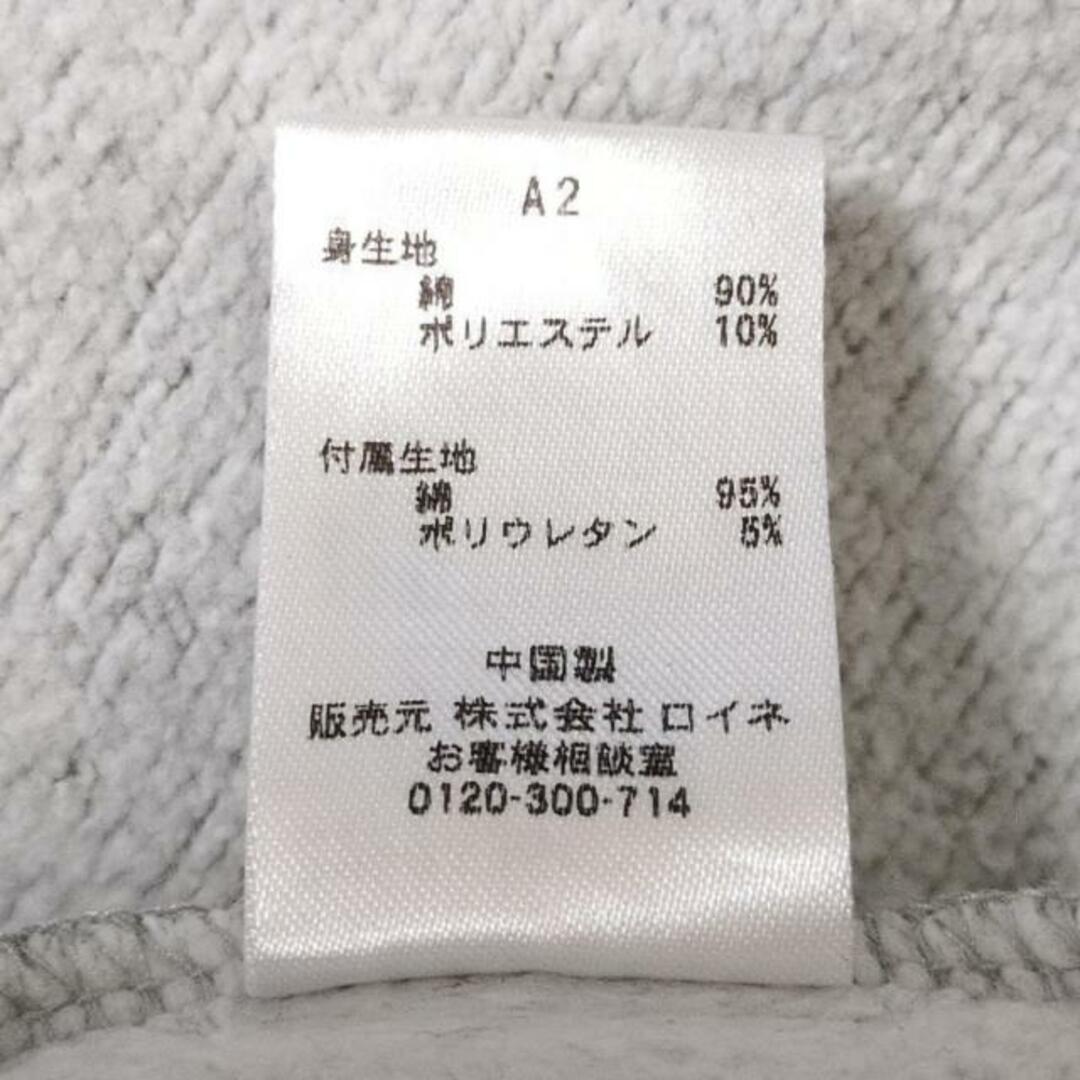 A2
身生地
綿 90%
ポリエステル 10%
付属生地
綿 95%
ポリウレタン 5%
中国製
販売元 株式会社 ロイネ
お客様相談室
0120-300-714